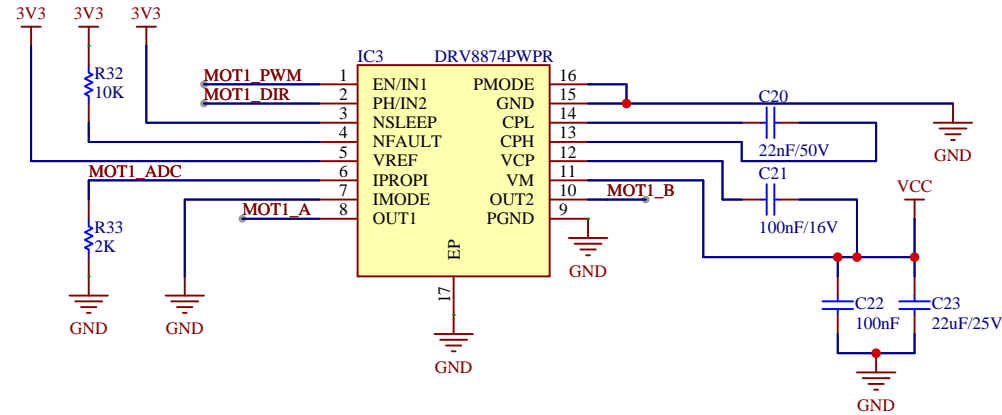 3V3 3V3 3V3
R32
10K
IC3 DRV8874PWPR
MOT1_PWM 1 EN/IN1 PMODE 16
MOT1_DIR 2 PH/IN2 GND 15
3 NSLEEP CPL 14
4 NFAULT CPH 13
5 VREF VCP 12
MOT1_ADC 6 IPROPI VM 11
7 IMODE OUT2 10 MOT1_B
MOT1_A 8 OUT1 PGND 9
EP
17
C20
22nF/50V
GND
C21
100nF/16V
VCC
R33
2K
GND
GND
GND
GND
C22
100nF
C23
22uF/25V
GND